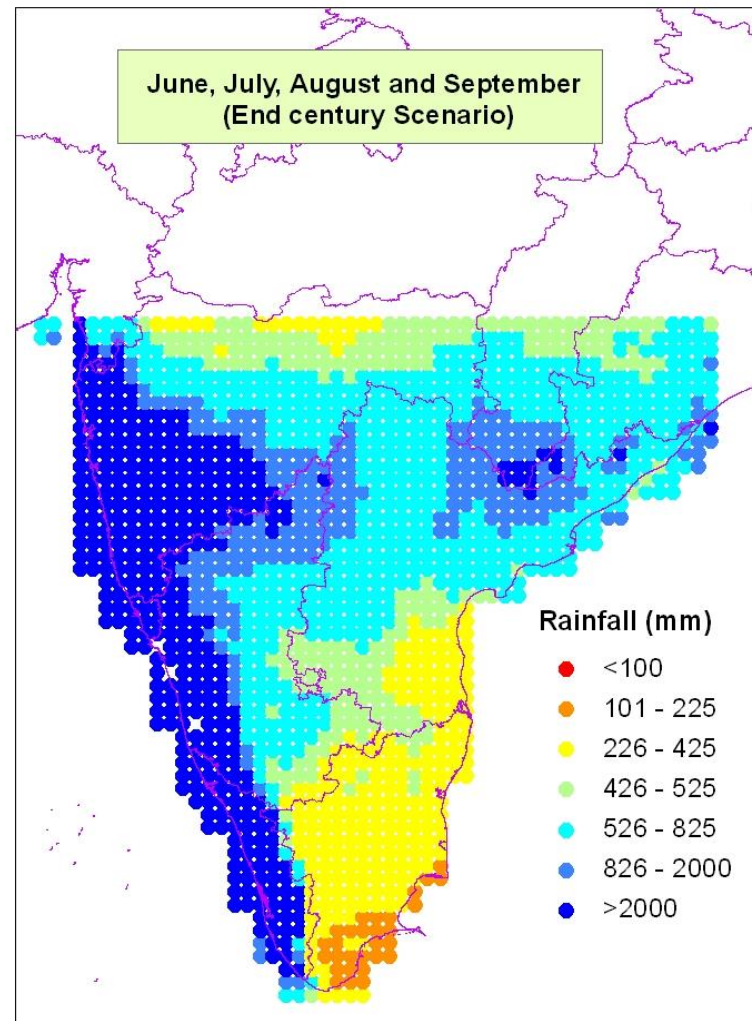 June, July, August and September
(End century Scenario)
Rainfall (mm)
<100
101 - 225
226 - 425
426 - 525
526 - 825
826 - 2000
>2000